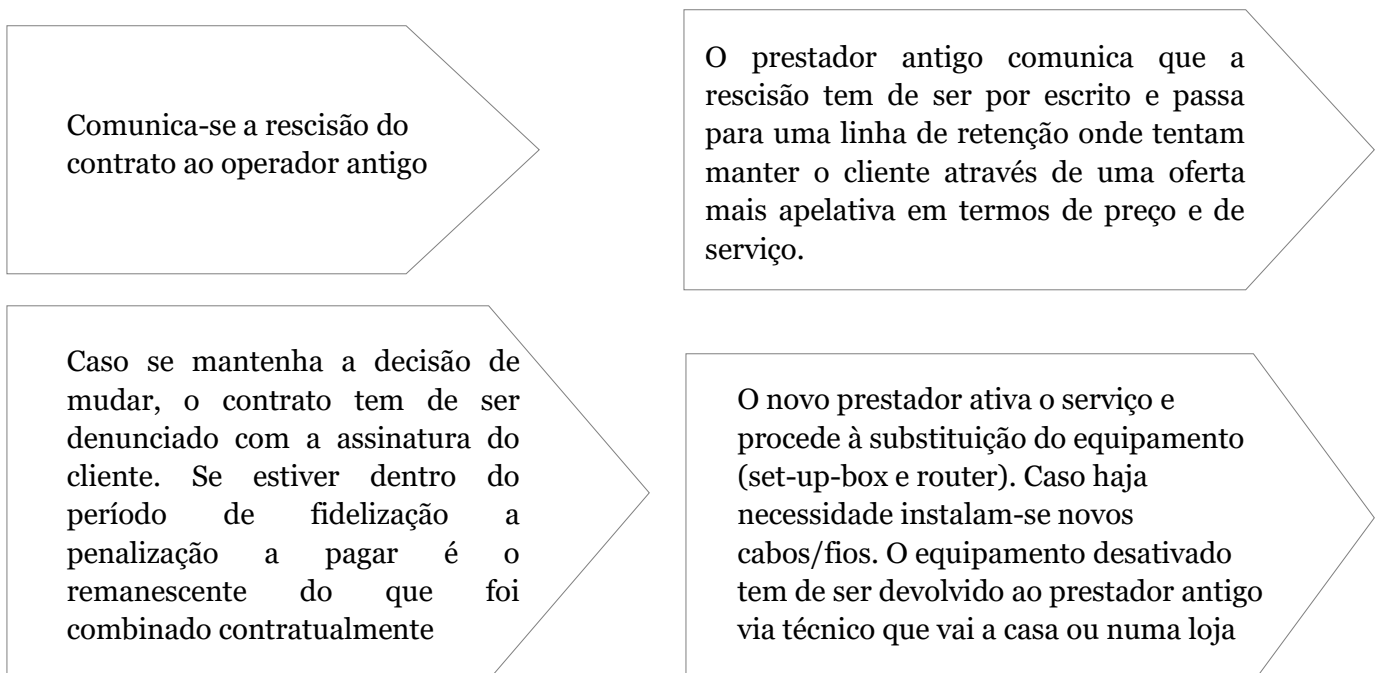 Comunica-se a rescisão do
contrato ao operador antigo
O prestador antigo comunica que a
rescisão tem de ser por escrito e passa
para uma linha de retenção onde tentam
manter o cliente através de uma oferta
mais apelativa em termos de preço e de
serviço.
Caso se mantenha a decisão de
mudar, o contrato tem de ser
denunciado com a assinatura do
cliente. Se estiver dentro do
período de fidelização a
penalização a pagar é o
remanescente do que foi
combinado contratualmente
O novo prestador ativa o serviço e
procede à substituição do equipamento
(set-up-box e router). Caso haja
necessidade instalam-se novos
cabos/fios. O equipamento desativado
tem de ser devolvido ao prestador antigo
via técnico que vai a casa ou numa loja